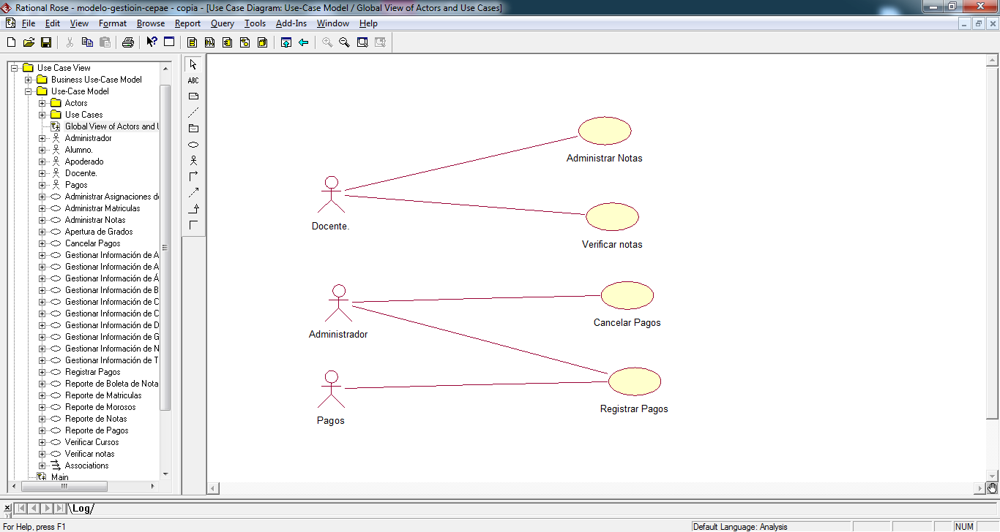 Rational Rose - modelo-gestioin-cepae - copia - [Use Case Diagram: Use-Case Model / Global View of Actors and Use Cases]
File Edit View Format Browse Report Query Tools Add-Ins Window Help
ABC
Use Case View
Business Use-Case Model
Use-Case Model
Actors
Use Cases
Global View of Actors and U
Administrador
Alumno.
Apoderado
Docente.
Pagos
Administrar Asignaciones de
Administrar Matriculas
Administrar Notas
Apertura de Grados
Cancelar Pagos
Gestionar Información de A
Gestionar Información de A
Gestionar Información de Á
Gestionar Información de B
Gestionar Información de C
Gestionar Información de C
Gestionar Información de D
Gestionar Información de G
Gestionar Información de N
Gestionar Información de T
Registrar Pagos
Reporte de Boleta de Nota
Reporte de Matriculas
Reporte de Morosos
Reporte de Notas
Reporte de Pagos
Verificar Cursos
Verificar notas
Associations
Main
Administrar Notas
Docente.
Verificar notas
Cancelar Pagos
Administrador
Registrar Pagos
Pagos
\Log/
For Help, press F1
Default Language: Analysis
NUM